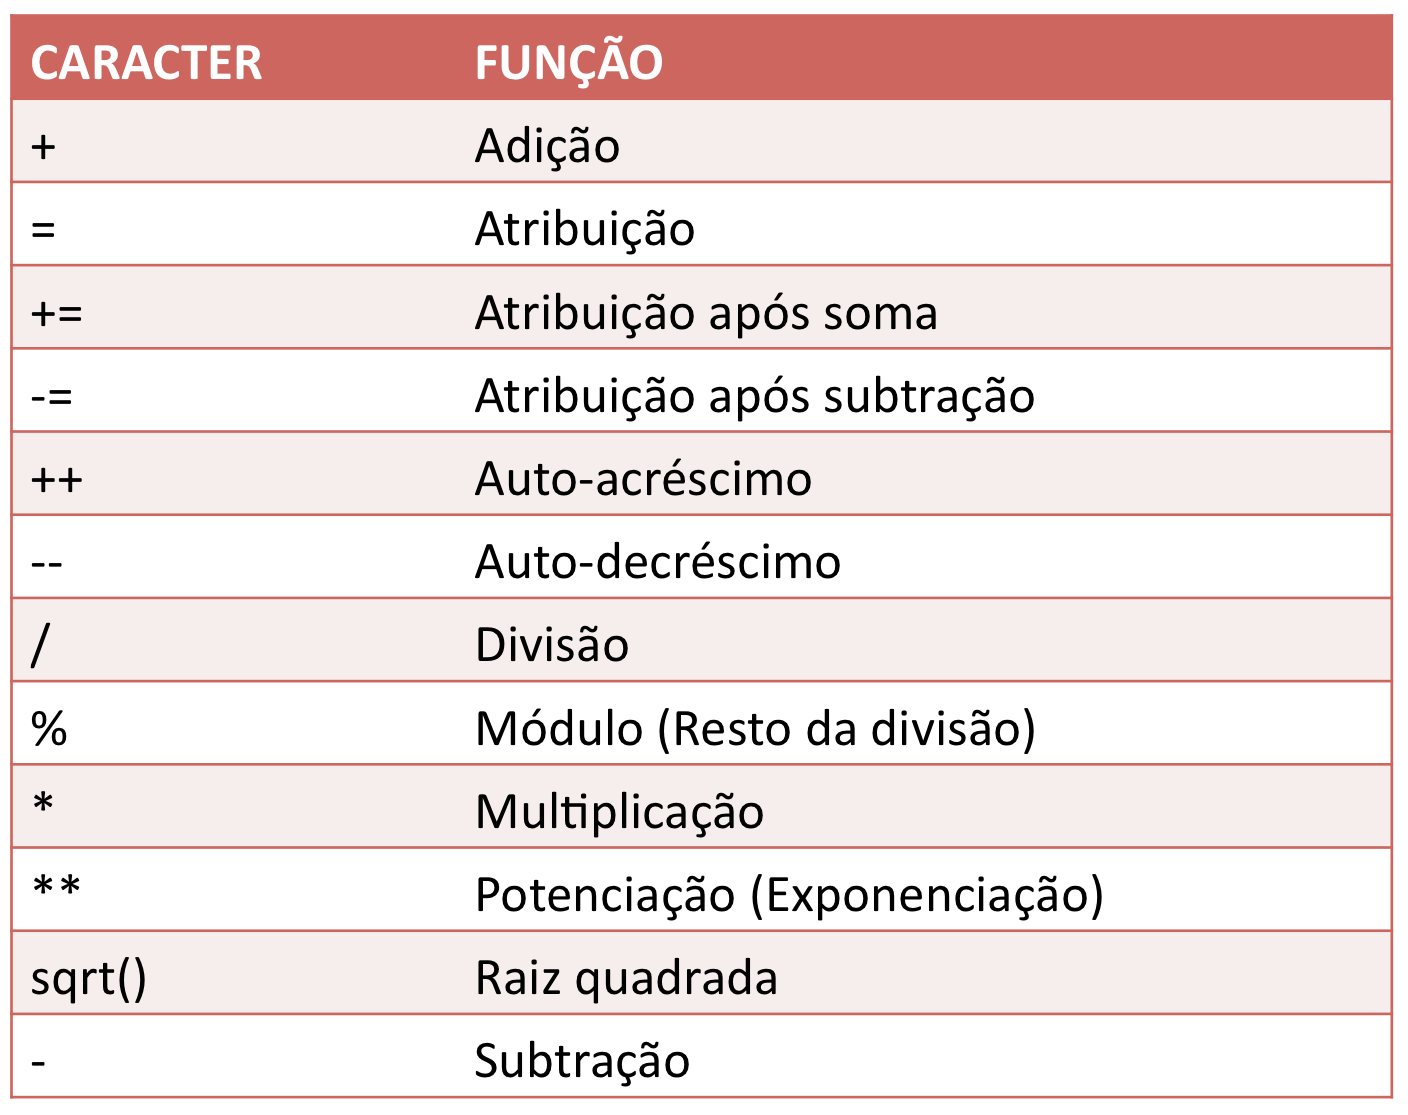 CARACTER FUNÇÃO
+ Adição
= Atribuição
+= Atribuição após soma
-= Atribuição após subtração
++ Auto-acréscimo
-- Auto-decréscimo
/ Divisão
% Módulo (Resto da divisão)
* Multiplicação
** Potenciação (Exponenciação)
sqrt() Raiz quadrada
- Subtração